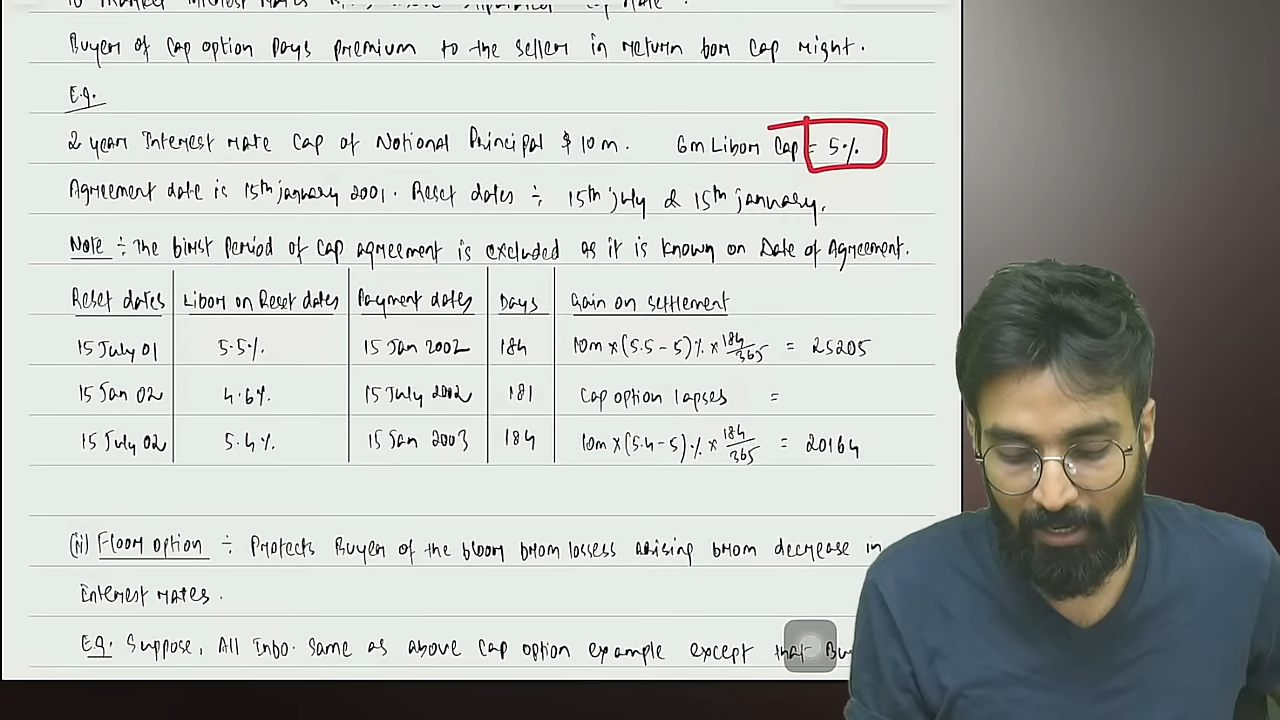 Buyer of Cap option Pays premium to the seller in return for Cap right.
E.g.
2 year Interest rate Cap of Notional Principal $ 10m. 6m Libor Cap = 5%
Agreement date is 15th january 2001. Reset dates ÷ 15th july & 15th january.
Note ÷ the first Period of Cap agreement is excluded as it is known on Date of Agreement.
Reset dates Libor on Reset dates Payment dates Days Gain on settlement
15 July 01 5.5% 15 Jan 2002 184 10m x (5.5 - 5)% x 184/365 = 25205
15 Jan 02 4.6% 15 July 2002 181 Cap option lapses =
15 July 02 5.4% 15 Jan 2003 184 10m x (5.4 - 5)% x 184/365 = 20164
(ii) Floor option ÷ Protects Buyer of the floor from lossess arising from decrease in
Interest rates.
E.g. Suppose, All Info. same as above cap option example except that